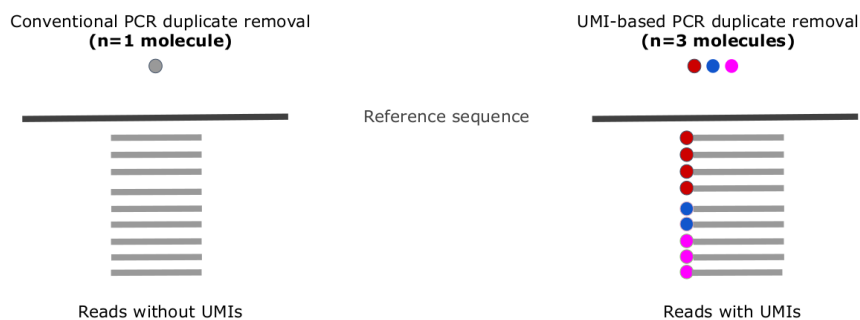 Conventional PCR duplicate removal
(n=1 molecule)
UMI-based PCR duplicate removal
(n=3 molecules)
Reference sequence
Reads without UMIs
Reads with UMIs